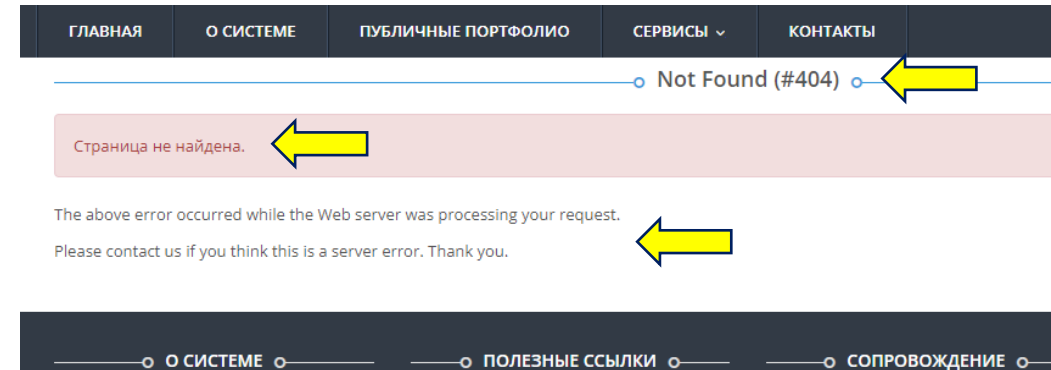 ГЛАВНАЯ О СИСТЕМЕ ПУБЛИЧНЫЕ ПОРТФОЛИО СЕРВИСЫ КОНТАКТЫ
Not Found (#404)
Страница не найдена.
The above error occurred while the Web server was processing your request.
Please contact us if you think this is a server error. Thank you.
О СИСТЕМЕ ПОЛЕЗНЫЕ ССЫЛКИ СОПРОВОЖДЕНИЕ